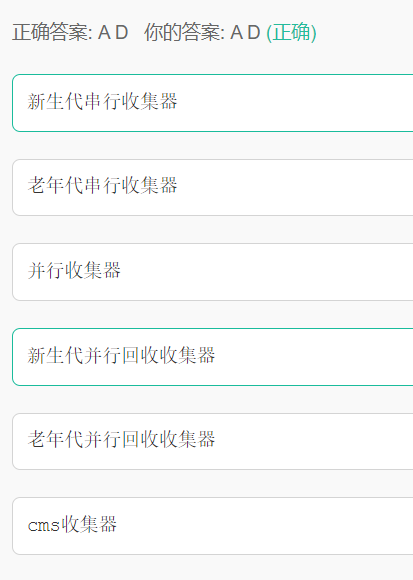 正确答案: A D 你的答案: A D (正确)
新生代串行收集器
老年代串行收集器
并行收集器
新生代并行回收收集器
老年代并行回收收集器
cms收集器